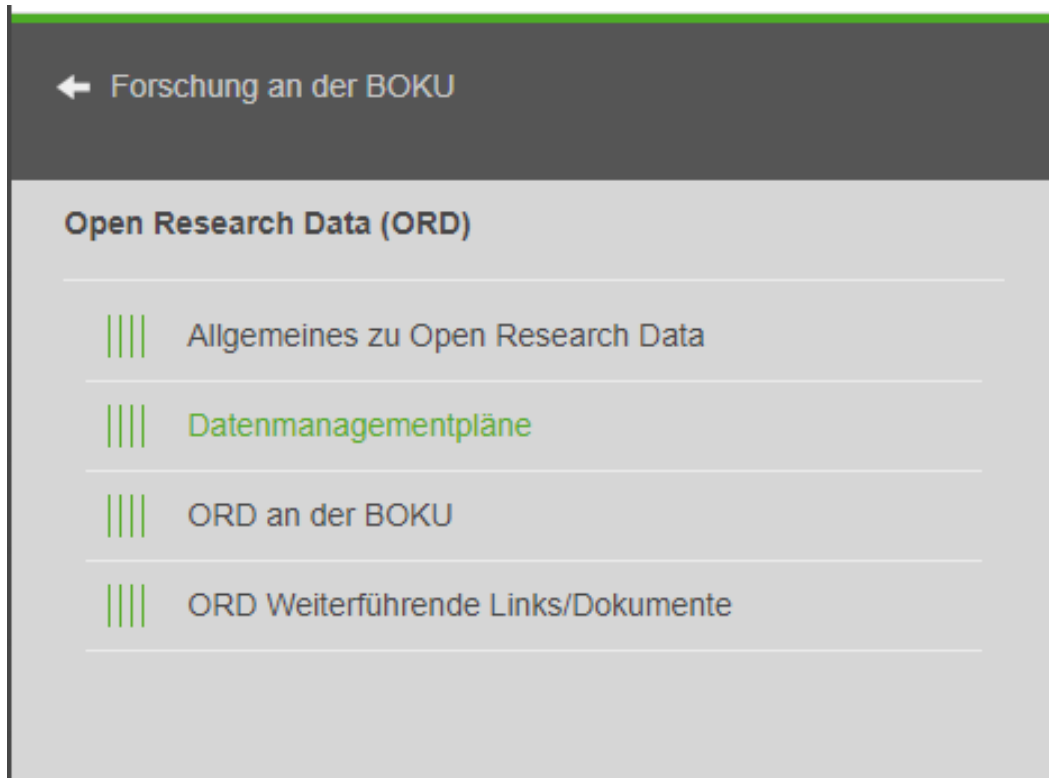 Forschung an der BOKU
Open Research Data (ORD)
Allgemeines zu Open Research Data
Datenmanagementpläne
ORD an der BOKU
ORD Weiterführende Links/Dokumente